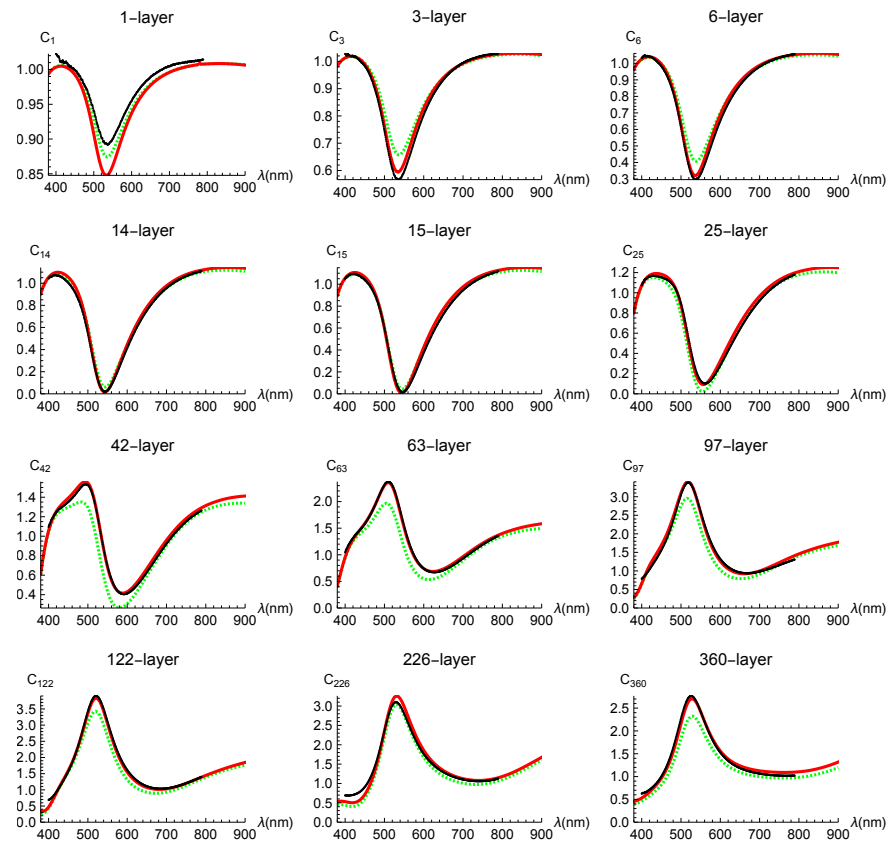 1−layer 3−layer 6−layer
C1 C3 C6
1.00 0.95 0.90 0.85
1.0 0.9 0.8 0.7 0.6
1.0 0.9 0.8 0.7 0.6 0.5 0.4 0.3
400 500 600 700 800 900 λ(nm)
400 500 600 700 800 900 λ(nm)
400 500 600 700 800 900 λ(nm)
14−layer 15−layer 25−layer
C14 C15 C25
1.0 0.8 0.6 0.4 0.2 0.0
1.0 0.8 0.6 0.4 0.2 0.0
1.2 1.0 0.8 0.6 0.4 0.2 0.0
400 500 600 700 800 900 λ(nm)
400 500 600 700 800 900 λ(nm)
400 500 600 700 800 900 λ(nm)
42−layer 63−layer 97−layer
C42 C63 C97
1.4 1.2 1.0 0.8 0.6 0.4
2.0 1.5 1.0 0.5 0.0
3.0 2.5 2.0 1.5 1.0 0.5 0.0
400 500 600 700 800 900 λ(nm)
400 500 600 700 800 900 λ(nm)
400 500 600 700 800 900 λ(nm)
122−layer 226−layer 360−layer
C122 C226 C360
3.5 3.0 2.5 2.0 1.5 1.0 0.5 0.0
3.0 2.5 2.0 1.5 1.0 0.5 0.0
2.5 2.0 1.5 1.0 0.5 0.0
400 500 600 700 800 900 λ(nm)
400 500 600 700 800 900 λ(nm)
400 500 600 700 800 900 λ(nm)